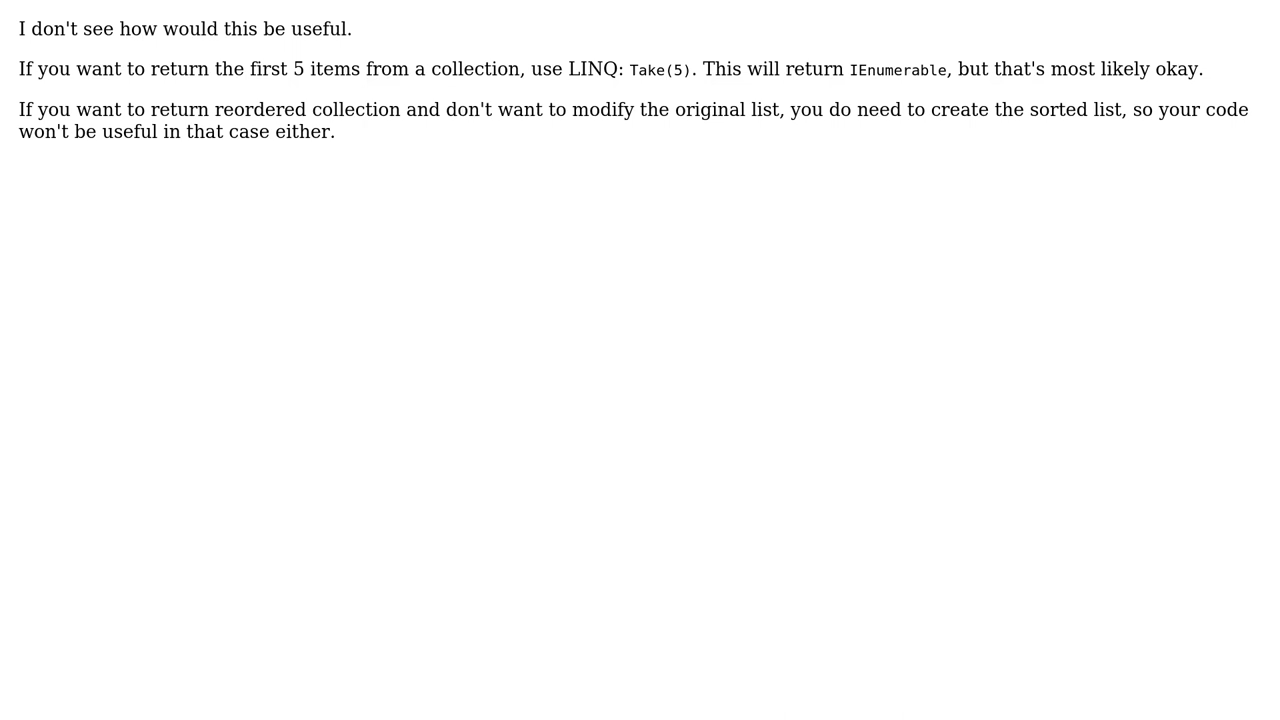 I don't see how would this be useful.
If you want to return the first 5 items from a collection, use LINQ: Take(5). This will return IEnumerable, but that's most likely okay.
If you want to return reordered collection and don't want to modify the original list, you do need to create the sorted list, so your code
won't be useful in that case either.